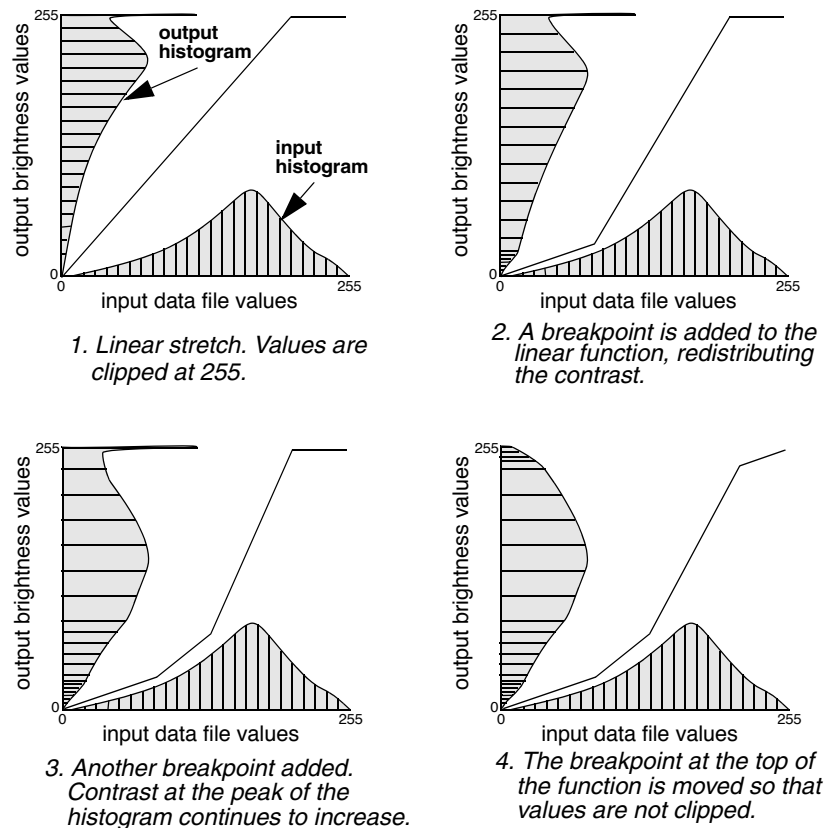 255
output brightness values
output
histogram
input
histogram
0
0
255
input data file values
1. Linear stretch. Values are
clipped at 255.
255
output brightness values
0
0
255
input data file values
2. A breakpoint is added to the
linear function, redistributing
the contrast.
255
output brightness values
0
0
255
input data file values
3. Another breakpoint added.
Contrast at the peak of the
histogram continues to increase.
255
output brightness values
0
0
255
input data file values
4. The breakpoint at the top of
the function is moved so that
values are not clipped.